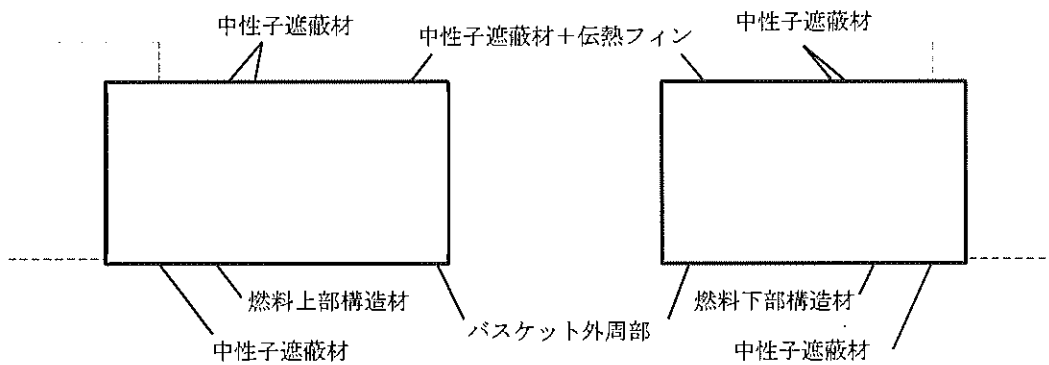 中性子遮蔽材
中性子遮蔽材＋伝熱フィン
中性子遮蔽材
燃料上部構造材
バスケット外周部
燃料下部構造材
中性子遮蔽材
中性子遮蔽材